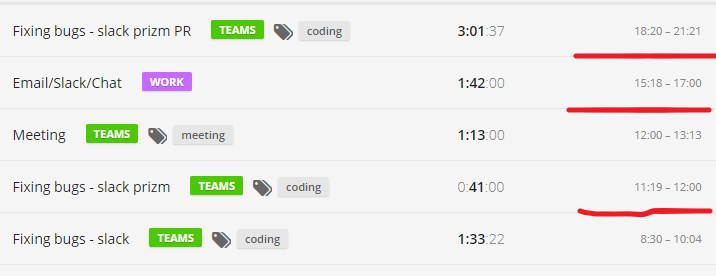 Fixing bugs - slack prizm PR TEAMS coding 3:01:37 18:20 – 21:21
Email/Slack/Chat WORK 1:42:00 15:18 – 17:00
Meeting TEAMS meeting 1:13:00 12:00 – 13:13
Fixing bugs - slack prizm TEAMS coding 0:41:00 11:19 – 12:00
Fixing bugs - slack TEAMS coding 1:33:22 8:30 – 10:04